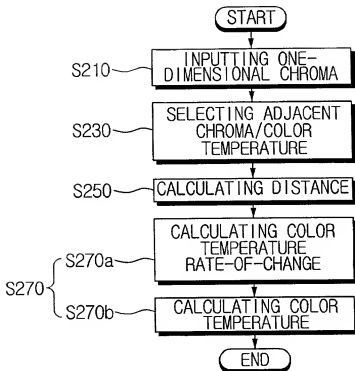 START
S210
INPUTTING ONE-
DIMENSIONAL CHROMA
S230
SELECTING ADJACENT
CHROMA/COLOR
TEMPERATURE
S250
CALCULATING DISTANCE
S270
S270a
CALCULATING COLOR
TEMPERATURE
RATE-OF-CHANGE
S270b
CALCULATING COLOR
TEMPERATURE
END